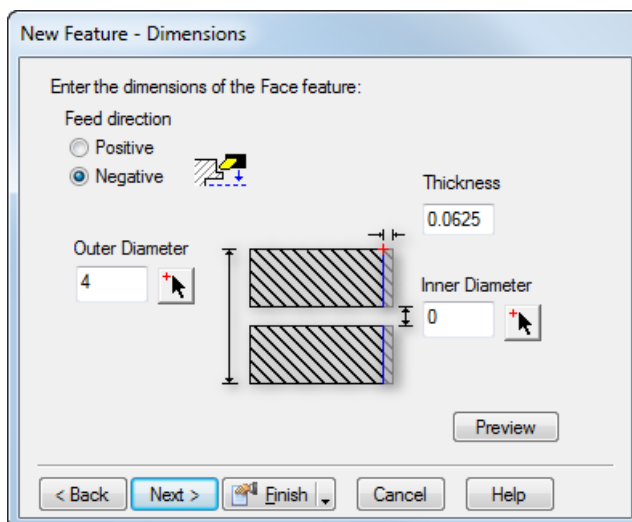 New Feature - Dimensions
Enter the dimensions of the Face feature:
Feed direction
Positive
Negative
Thickness
0.0625
Outer Diameter
4
Inner Diameter
0
Preview
< Back
Next >
Finish
Cancel
Help